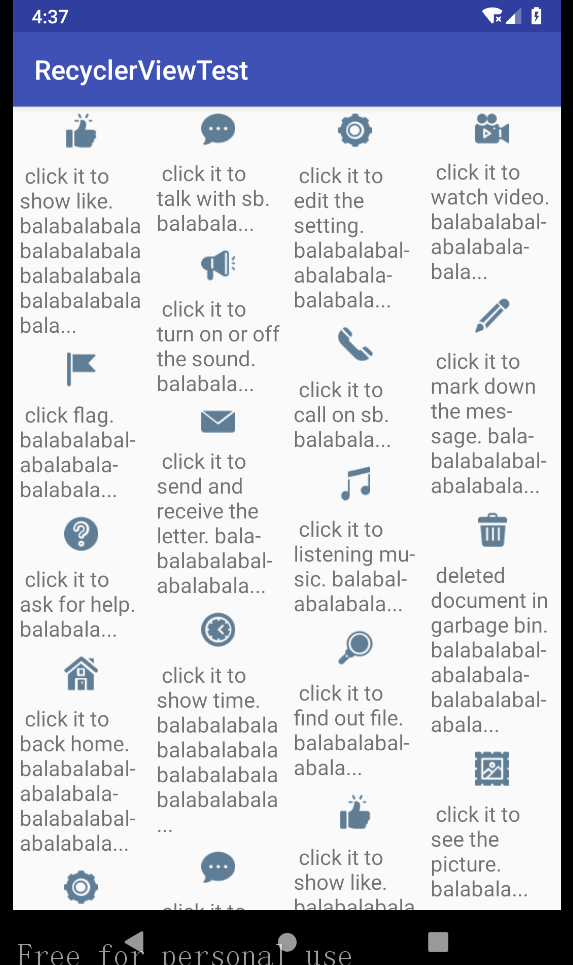 4:37
RecyclerViewTest
click it to
show like.
balabalabala
balabalabala
balabalabala
balabalabala
bala...
click flag.
balabalabal-
abalabala-
balabala...
click it to
ask for help.
balabala...
click it to
back home.
balabalabal-
abalabala-
balabalabal-
abalabala...
click it to
talk with sb.
balabala...
click it to
turn on or off
the sound.
balabala...
click it to
send and
receive the
letter. bala-
balabalabal-
abalabala...
click it to
show time.
balabalabala
balabalabala
balabalabala
balabalabala
...
click it to
click it to
edit the
setting.
balabalabal-
abalabala-
balabala...
click it to
call on sb.
balabala...
click it to
listening mu-
sic. balabal-
abalabala...
click it to
find out file.
balabalabal-
abala...
click it to
show like.
balabalabala
click it to
watch video.
balabalabal-
abalabala-
bala...
click it to
mark down
the mes-
sage. bala-
balabalabal-
abalabala...
deleted
document in
garbage bin.
balabalabal-
abalabala-
balabalabal-
abala...
click it to
see the
picture.
balabala...
Free for personal use